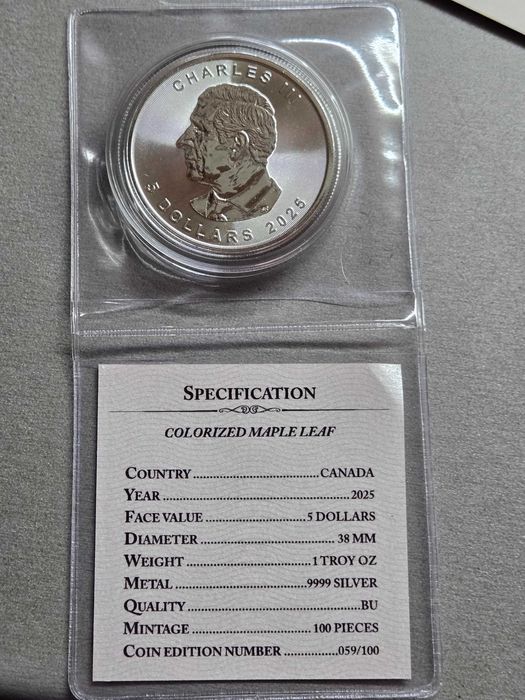 CHARLES III
5 DOLLARS 2025
SPECIFICATION
COLORIZED MAPLE LEAF
COUNTRY ........................................ CANADA
YEAR ........................................................ 2025
FACE VALUE ................................ 5 DOLLARS
DIAMETER ........................................ 38 MM
WEIGHT ..................................... 1 TROY OZ
METAL ................................... 9999 SILVER
QUALITY ................................................. BU
MINTAGE .................................... 100 PIECES
COIN EDITION NUMBER ................ 059/100